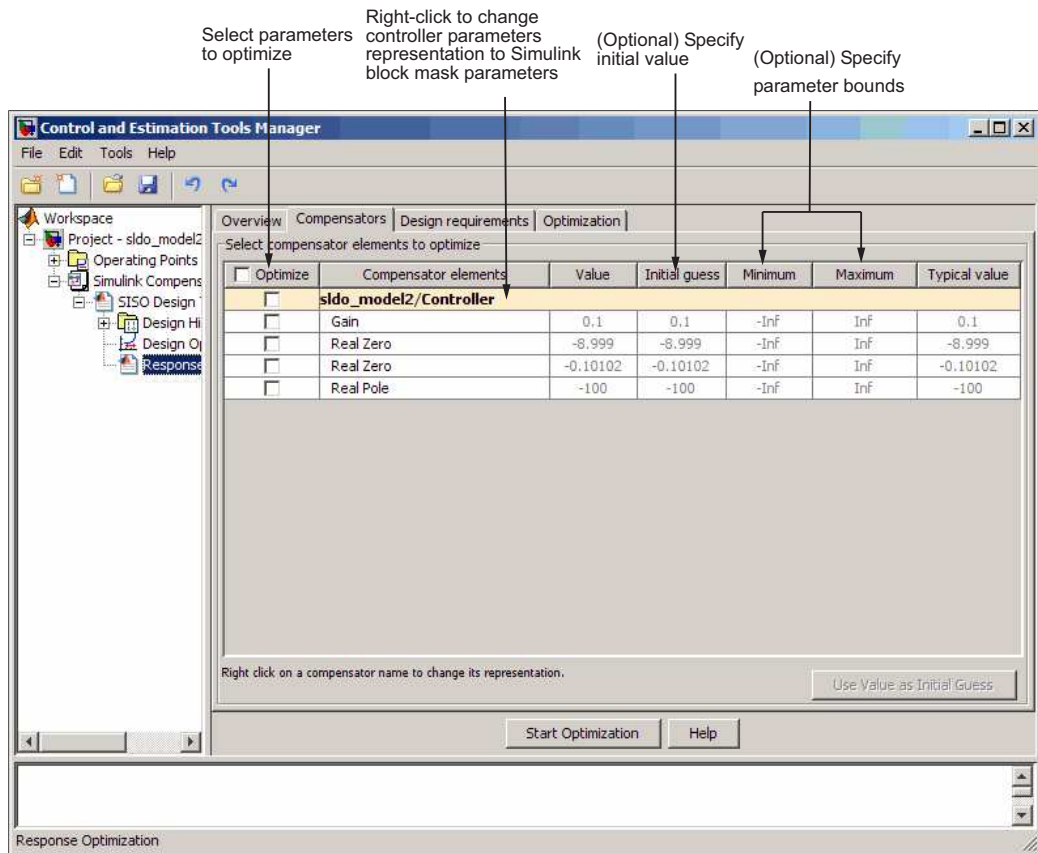 Select parameters
to optimize
Right-click to change
controller parameters
representation to Simulink
block mask parameters
(Optional) Specify
initial value
(Optional) Specify
parameter bounds
Control and Estimation Tools Manager
File Edit Tools Help
Workspace
Project - sldo_model2
Operating Points
Simulink Compens
SISO Design
Design Hi
Design Op
Response
Overview Compensators Design requirements Optimization
Select compensator elements to optimize
Optimize Compensator elements Value Initial guess Minimum Maximum Typical value
sldo_model2/Controller
Gain 0.1 0.1 -Inf Inf 0.1
Real Zero -8.999 -8.999 -Inf Inf -8.999
Real Zero -0.10102 -0.10102 -Inf Inf -0.10102
Real Pole -100 -100 -Inf Inf -100
Right click on a compensator name to change its representation.
Use Value as Initial Guess
Start Optimization Help
Response Optimization